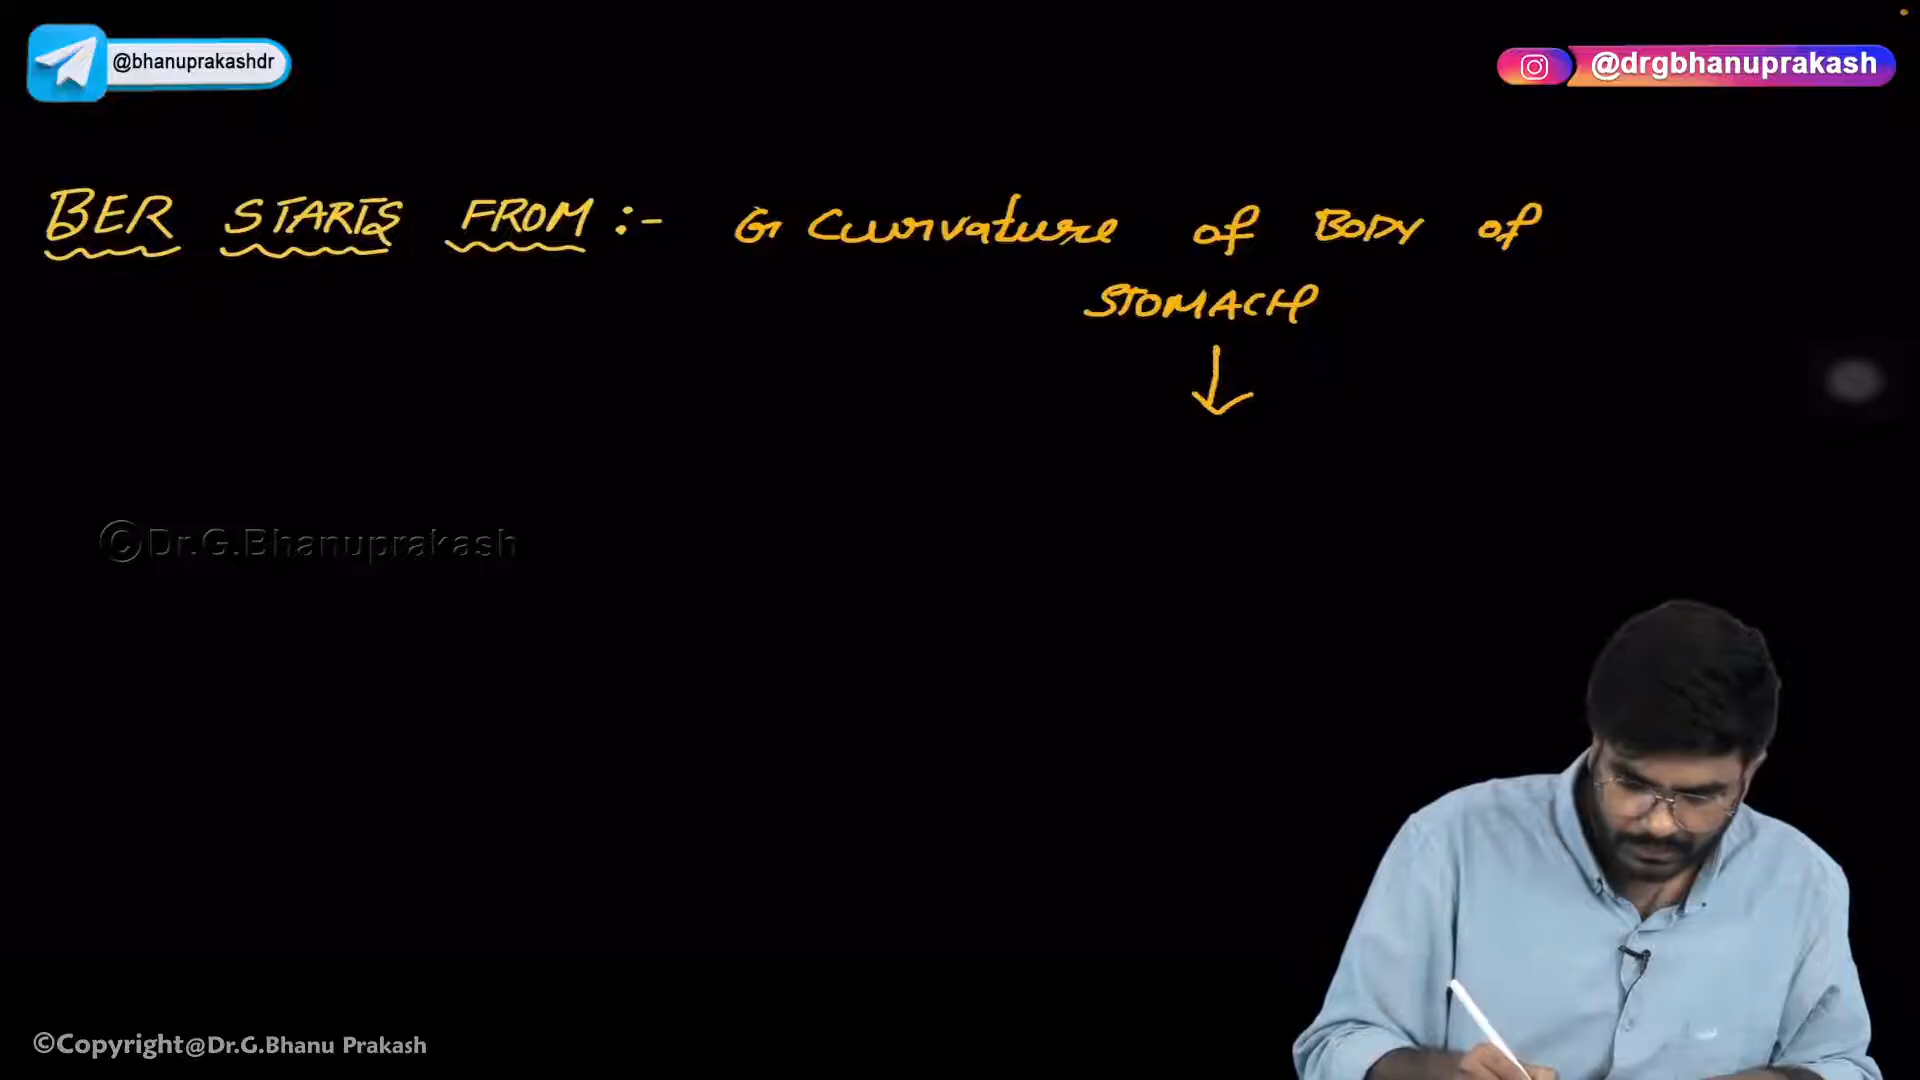 @bhanuprakashdr
@drgbhanuprakash
BER STARTS FROM :- G Curvature of BODY of
STOMACH
©Dr.G.Bhanuprakash
©Copyright@Dr.G.Bhanu Prakash